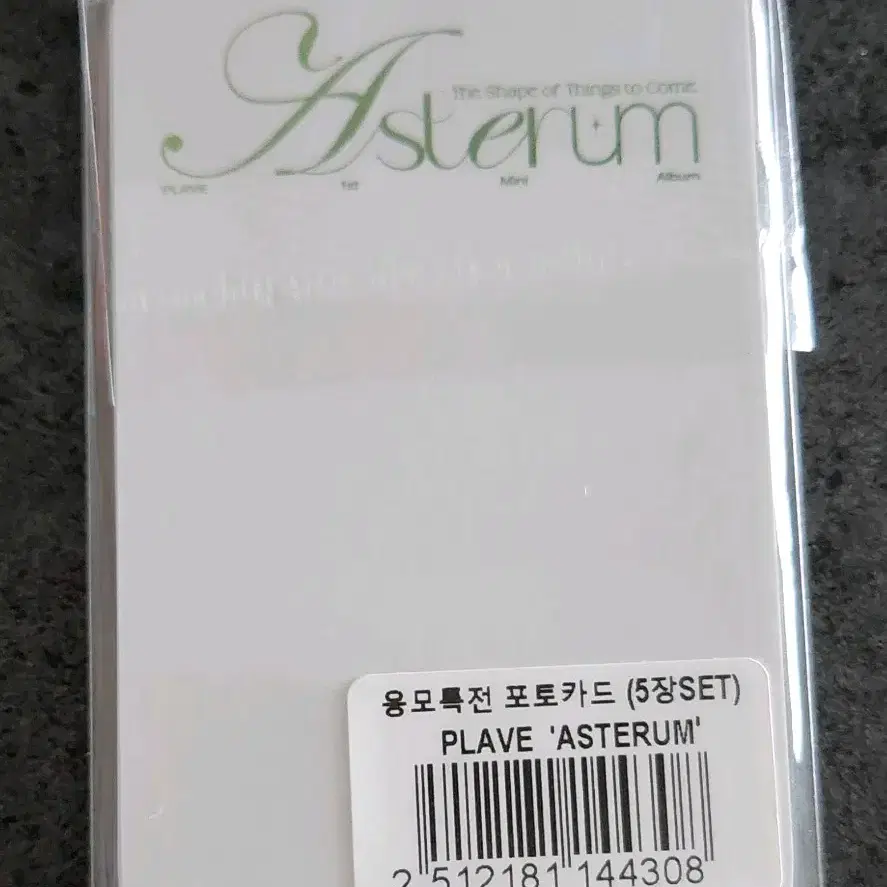 The Shape of Things to Come
Asterum
PLAVE 1st Mini Album
용모특전 포토카드 (5장SET)
PLAVE 'ASTERUM'
2 512181 144308